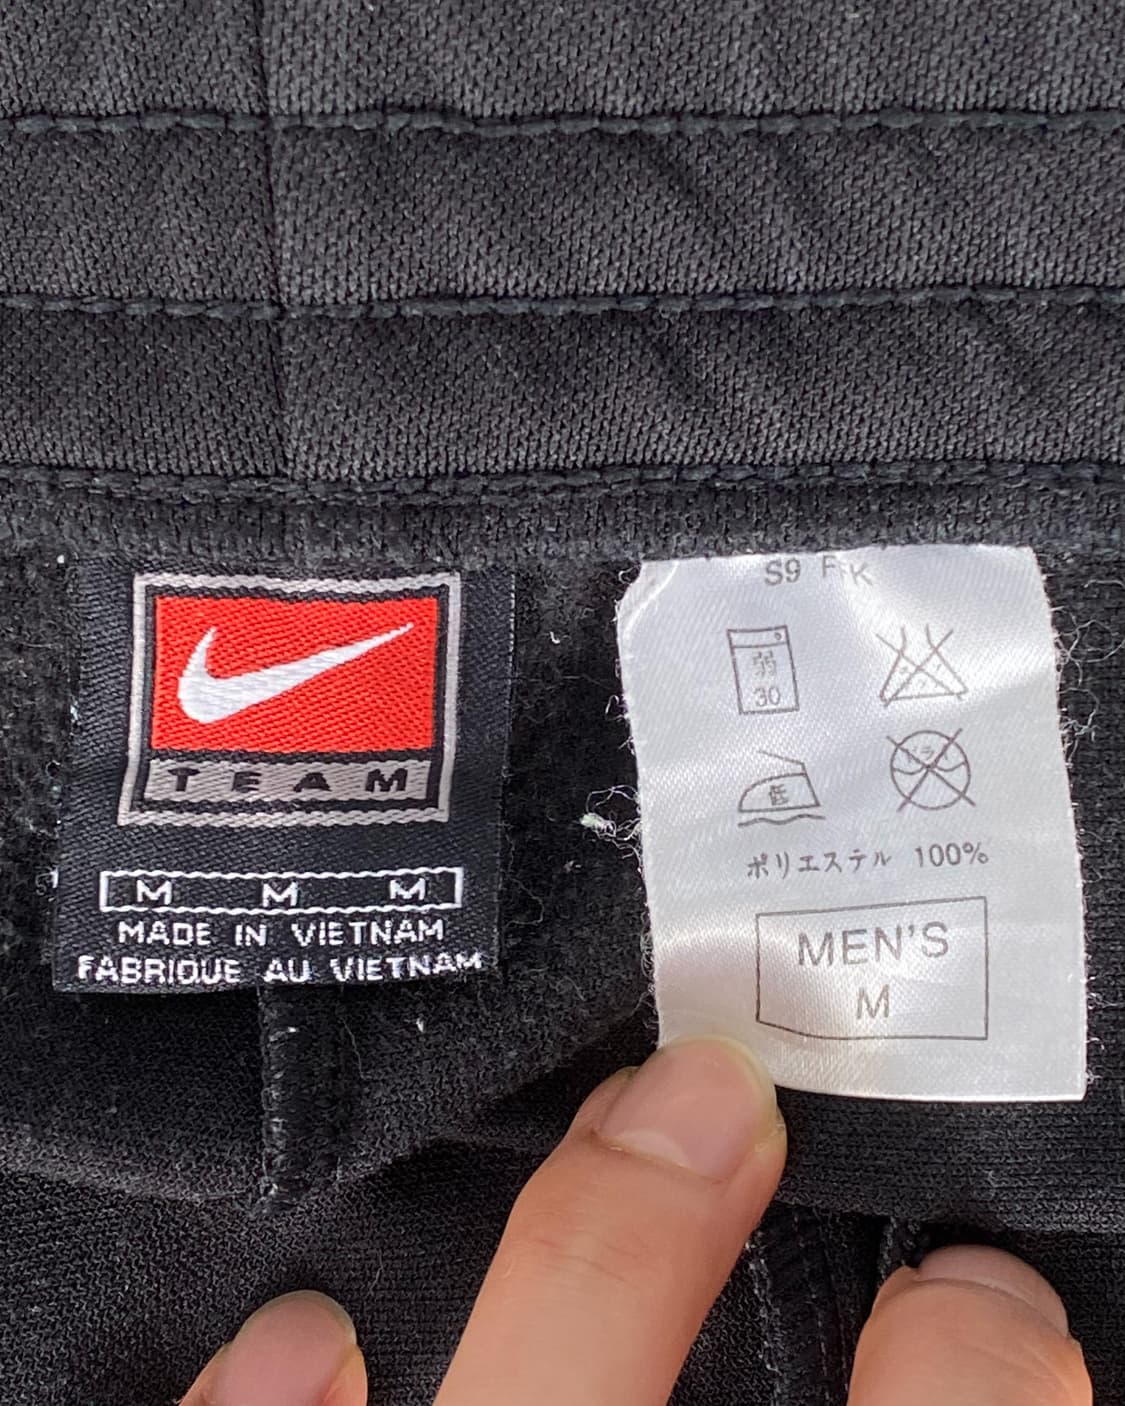 TEAM
M M M
MADE IN VIETNAM
FABRIQUE AU VIETNAM
S9 F K
弱
30
低
ポリエステル 100%
MEN'S
M